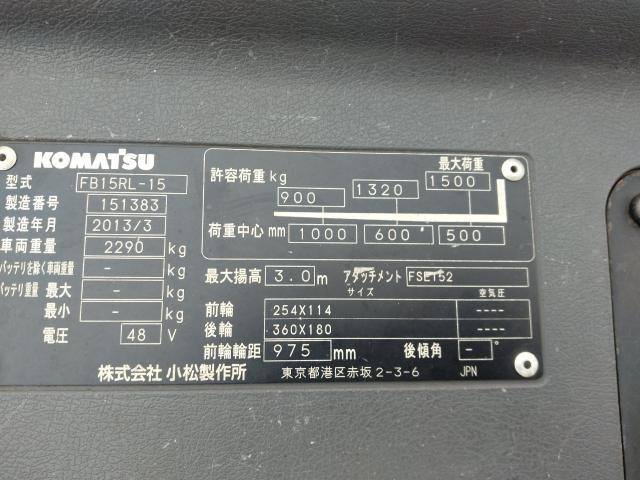 KOMATSU
型式 FB15RL-15
製造番号 151383
製造年月 2013/3
車両重量 2290 kg
バッテリを除く車両重量 - kg
バッテリ重量 最大 - kg
最小 - kg
電圧 48 V
最大荷重
許容荷重 kg 900 1320 1500
荷重中心 mm 1000 600 500
最大揚高 3.0 m アタッチメント
サイズ 空気圧
前輪 254X114 ----
後輪 360X180 ----
前輪輪距 975 mm 後傾角 - °
株式会社 小松製作所 東京都港区赤坂 2-3-6 JPN